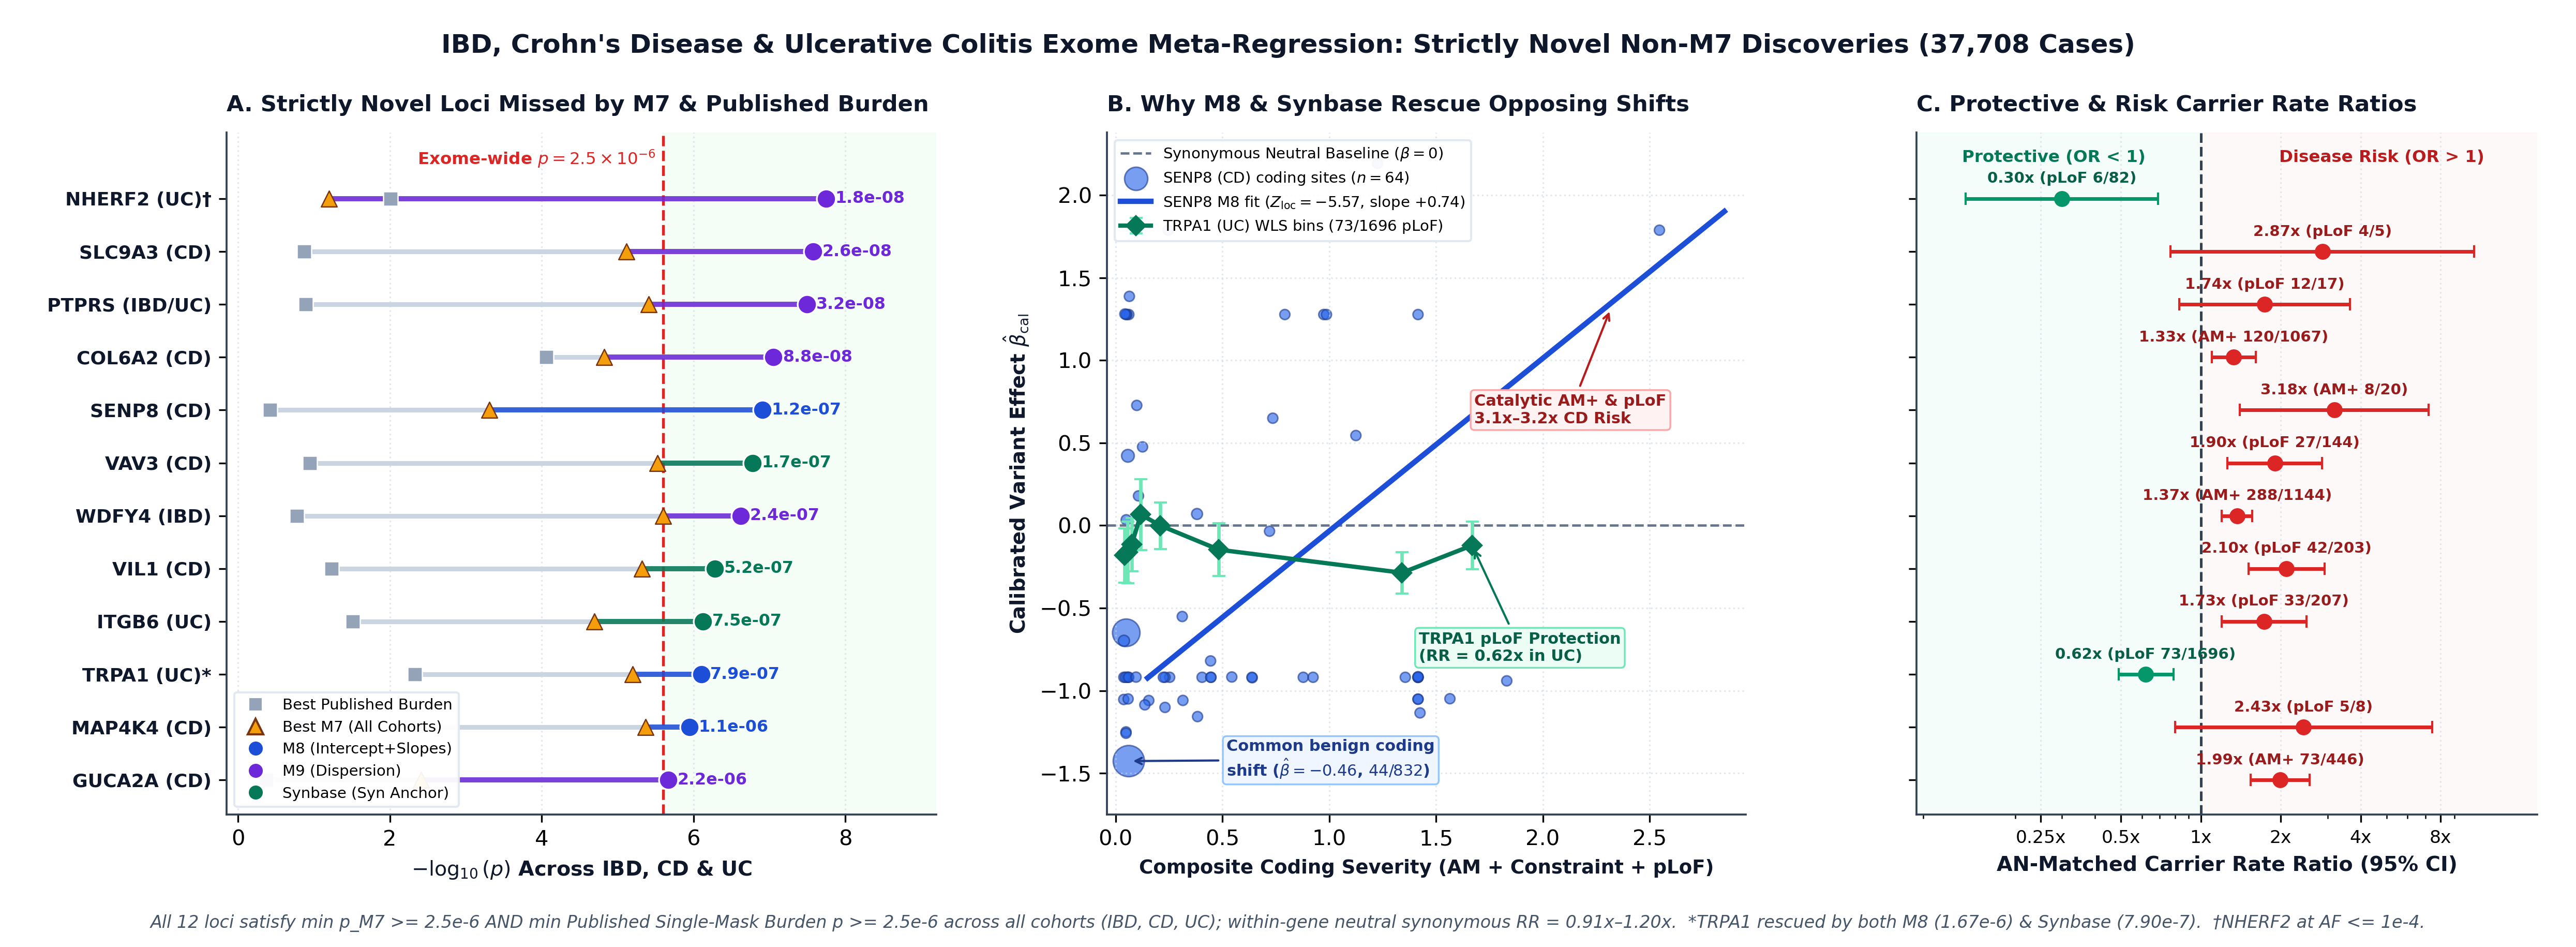 IBD, Crohn's Disease & Ulcerative Colitis Exome Meta-Regression: Strictly Novel Non-M7 Discoveries (37,708 Cases)
A. Strictly Novel Loci Missed by M7 & Published Burden
Exome-wide p = 2.5 × 10⁻⁶
NHERF2 (UC)†
1.8e-08
SLC9A3 (CD)
2.6e-08
PTPRS (IBD/UC)
3.2e-08
COL6A2 (CD)
8.8e-08
SENP8 (CD)
1.2e-07
VAV3 (CD)
1.7e-07
WDFY4 (IBD)
2.4e-07
VIL1 (CD)
5.2e-07
ITGB6 (UC)
7.5e-07
TRPA1 (UC)*
7.9e-07
MAP4K4 (CD)
1.1e-06
GUCA2A (CD)
2.2e-06
Best Published Burden
Best M7 (All Cohorts)
M8 (Intercept+Slopes)
M9 (Dispersion)
Synbase (Syn Anchor)
0 2 4 6 8
−log₁₀(p) Across IBD, CD & UC
B. Why M8 & Synbase Rescue Opposing Shifts
Calibrated Variant Effect β̂cal
2.0
1.5
1.0
0.5
0.0
−0.5
−1.0
−1.5
Synonymous Neutral Baseline (β = 0)
SENP8 (CD) coding sites (n = 64)
SENP8 M8 fit (Zloc = −5.57, slope +0.74)
TRPA1 (UC) WLS bins (73/1696 pLoF)
Catalytic AM+ & pLoF
3.1x–3.2x CD Risk
TRPA1 pLoF Protection
(RR = 0.62x in UC)
Common benign coding
shift (β̂ = −0.46, 44/832)
0.0 0.5 1.0 1.5 2.0 2.5
Composite Coding Severity (AM + Constraint + pLoF)
C. Protective & Risk Carrier Rate Ratios
Protective (OR < 1)
Disease Risk (OR > 1)
0.30x (pLoF 6/82)
2.87x (pLoF 4/5)
1.74x (pLoF 12/17)
1.33x (AM+ 120/1067)
3.18x (AM+ 8/20)
1.90x (pLoF 27/144)
1.37x (AM+ 288/1144)
2.10x (pLoF 42/203)
1.73x (pLoF 33/207)
0.62x (pLoF 73/1696)
2.43x (pLoF 5/8)
1.99x (AM+ 73/446)
0.25x 0.5x 1x 2x 4x 8x
AN-Matched Carrier Rate Ratio (95% CI)
All 12 loci satisfy min p_M7 >= 2.5e-6 AND min Published Single-Mask Burden p >= 2.5e-6 across all cohorts (IBD, CD, UC); within-gene neutral synonymous RR = 0.91x–1.20x. *TRPA1 rescued by both M8 (1.67e-6) & Synbase (7.90e-7). †NHERF2 at AF <= 1e-4.